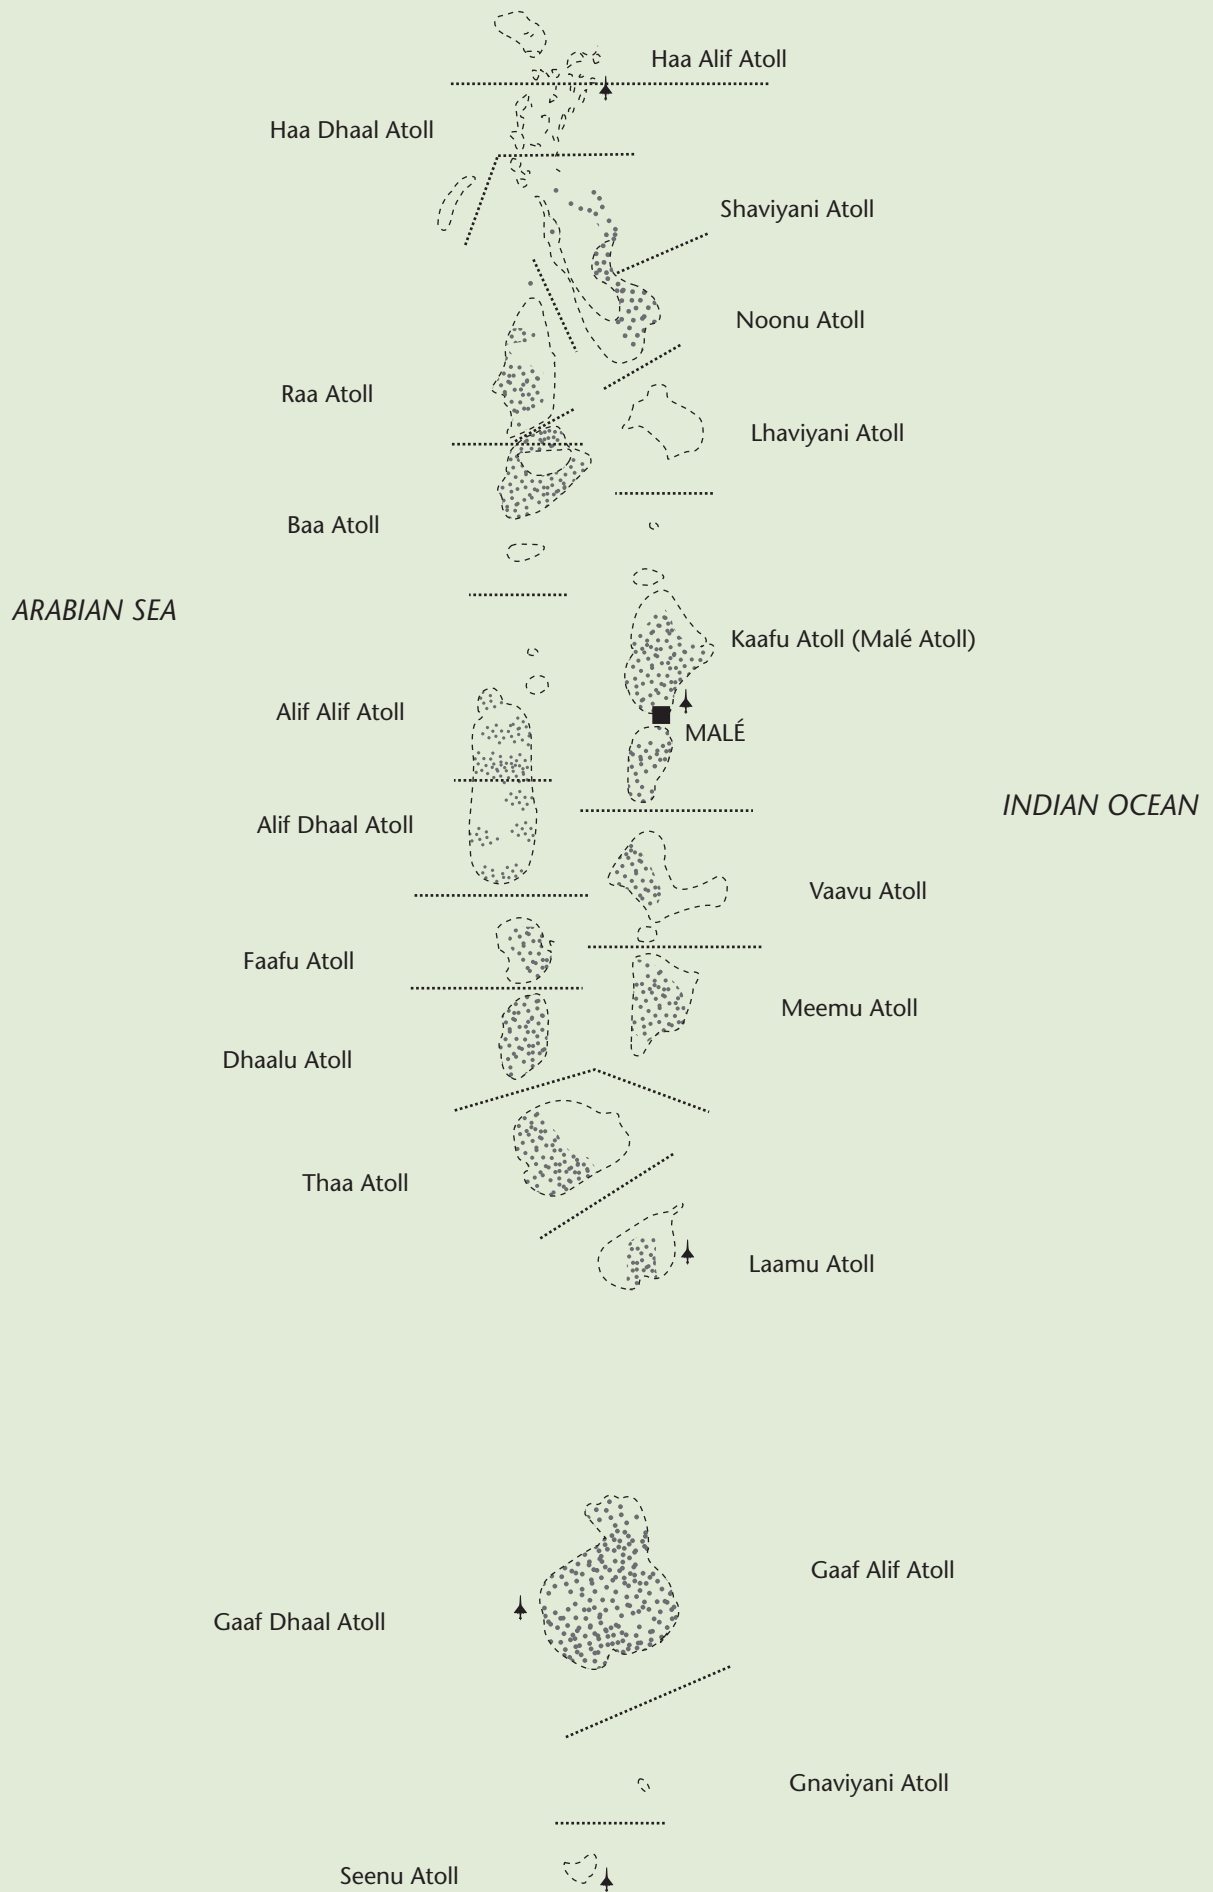 Haa Alif Atoll
Haa Dhaal Atoll
Shaviyani Atoll
Noonu Atoll
Raa Atoll
Lhaviyani Atoll
Baa Atoll
ARABIAN SEA
Kaafu Atoll (Malé Atoll)
Alif Alif Atoll
MALÉ
INDIAN OCEAN
Alif Dhaal Atoll
Vaavu Atoll
Faafu Atoll
Meemu Atoll
Dhaalu Atoll
Thaa Atoll
Laamu Atoll
Gaaf Alif Atoll
Gaaf Dhaal Atoll
Gnaviyani Atoll
Seenu Atoll